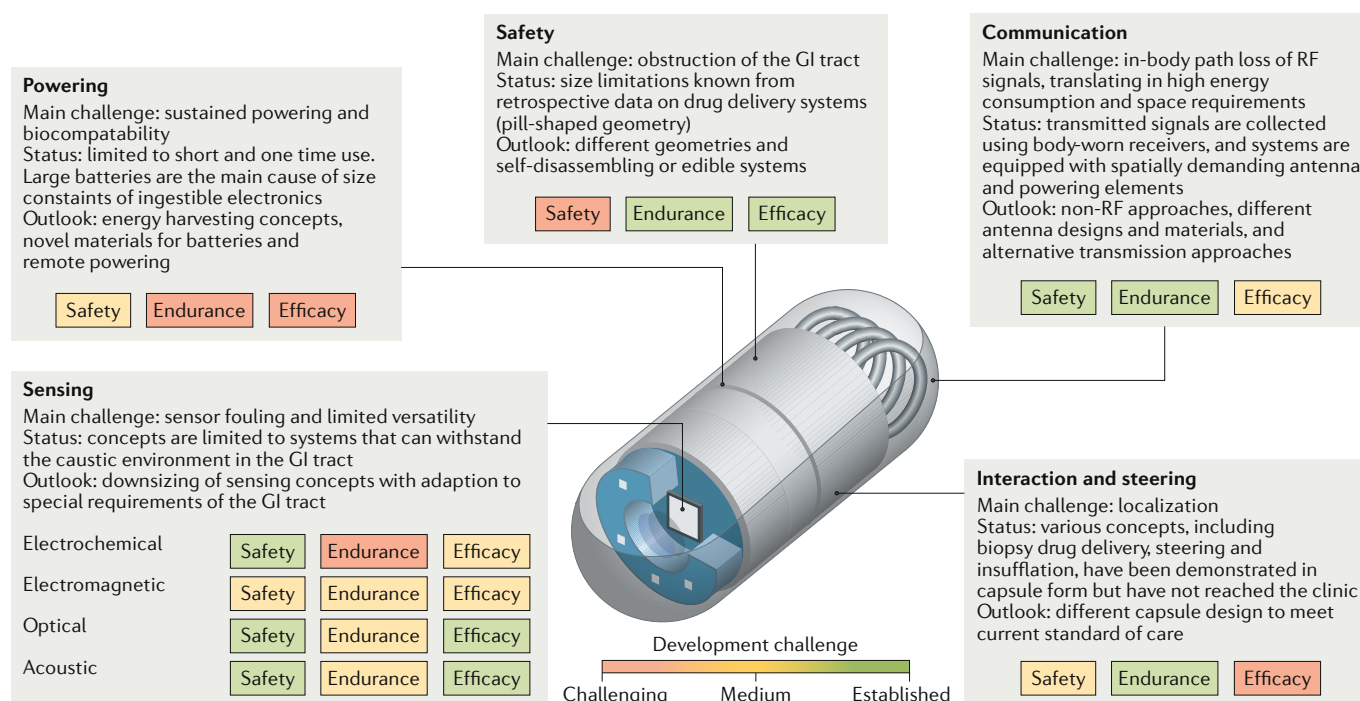 Powering
Main challenge: sustained powering and
biocompatability
Status: limited to short and one time use.
Large batteries are the main cause of size
constaints of ingestible electronics
Outlook: energy harvesting concepts,
novel materials for batteries and
remote powering
Safety Endurance Efficacy
Safety
Main challenge: obstruction of the GI tract
Status: size limitations known from
retrospective data on drug delivery systems
(pill-shaped geometry)
Outlook: different geometries and
self-disassembling or edible systems
Safety Endurance Efficacy
Communication
Main challenge: in-body path loss of RF
signals, translating in high energy
consumption and space requirements
Status: transmitted signals are collected
using body-worn receivers, and systems are
equipped with spatially demanding antenna
and powering elements
Outlook: non-RF approaches, different
antenna designs and materials, and
alternative transmission approaches
Safety Endurance Efficacy
Sensing
Main challenge: sensor fouling and limited versatility
Status: concepts are limited to systems that can withstand
the caustic environment in the GI tract
Outlook: downsizing of sensing concepts with adaption to
special requirements of the GI tract
Electrochemical Safety Endurance Efficacy
Electromagnetic Safety Endurance Efficacy
Optical Safety Endurance Efficacy
Acoustic Safety Endurance Efficacy
Development challenge
Challenging Medium Established
Interaction and steering
Main challenge: localization
Status: various concepts, including
biopsy drug delivery, steering and
insufflation, have been demonstrated in
capsule form but have not reached the clinic
Outlook: different capsule design to meet
current standard of care
Safety Endurance Efficacy